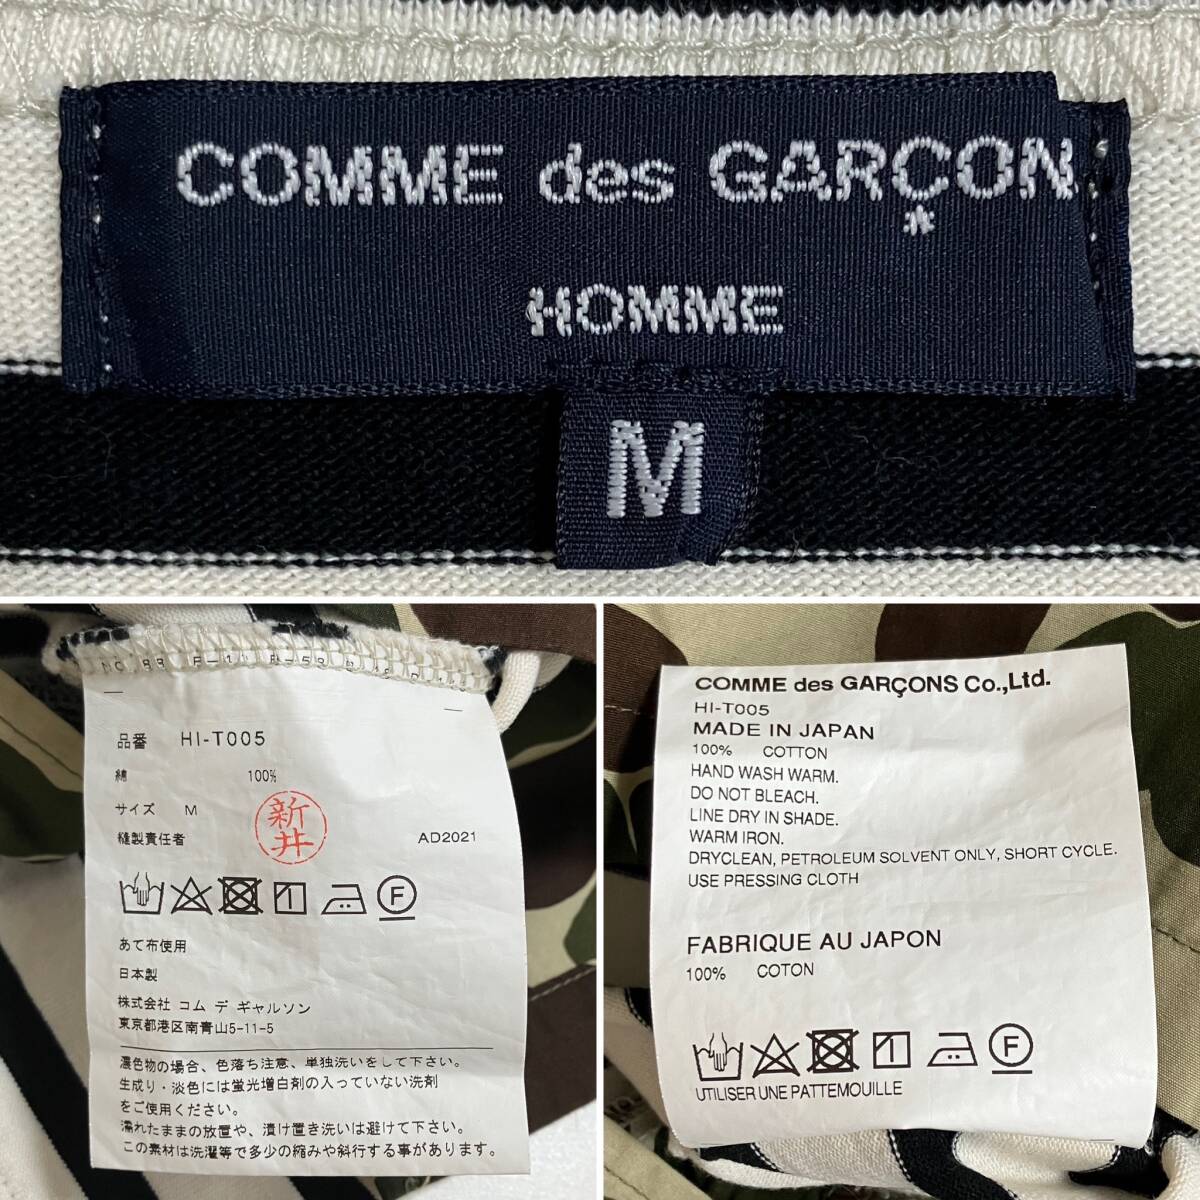 COMME des GARÇON
HOMME
M
品番 HI-T005
綿 100%
サイズ M
縫製責任者 新井 AD2021
F
あて布使用
日本製
株式会社 コム デ ギャルソン
東京都港区南青山5-11-5
濃色物の場合、色落ち注意、単独洗いをして下さい。
生成り・淡色には蛍光増白剤の入っていない洗剤
をご使用ください。
濡れたままの放置や、漬け置き洗いは避けて下さい。
この素材は洗濯等で多少の縮みや斜行する事があります。
COMME des GARÇONS Co.,Ltd.
HI-T005
MADE IN JAPAN
100% COTTON
HAND WASH WARM.
DO NOT BLEACH.
LINE DRY IN SHADE.
WARM IRON.
DRYCLEAN, PETROLEUM SOLVENT ONLY, SHORT CYCLE.
USE PRESSING CLOTH
FABRIQUE AU JAPON
100% COTON
F
UTILISER UNE PATTEMOUILLE